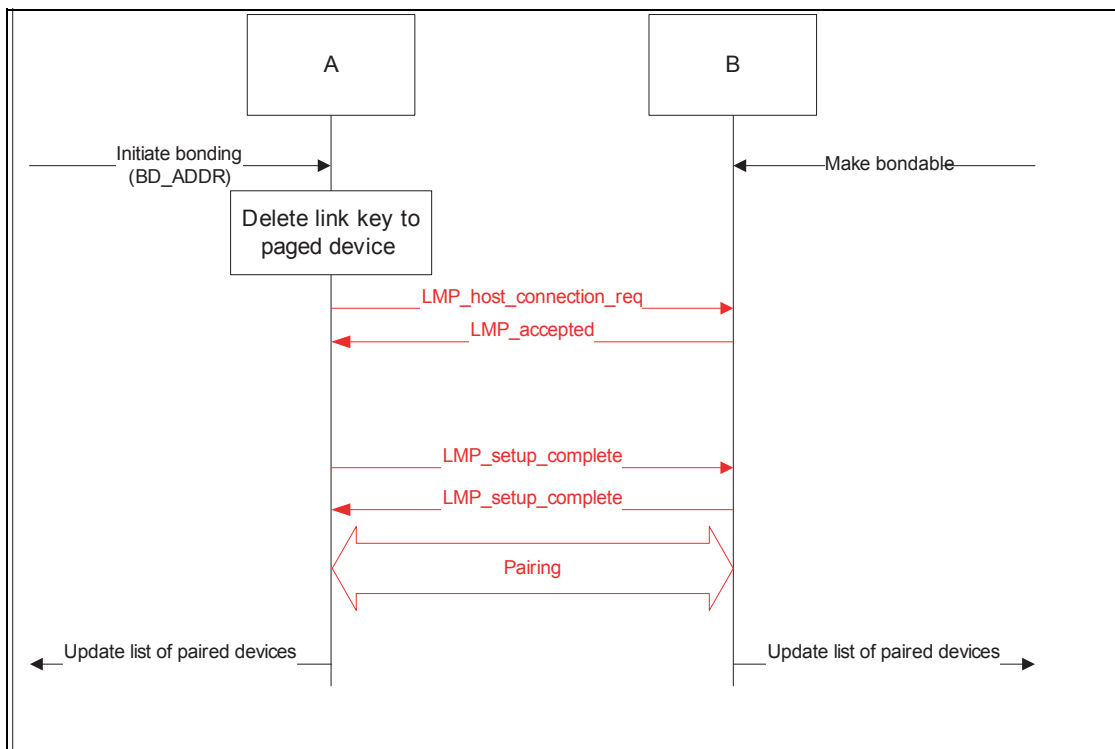 A
B
Initiate bonding
(BD_ADDR)
Make bondable
Delete link key to
paged device
LMP_host_connection_req
LMP_accepted
LMP_setup_complete
LMP_setup_complete
Pairing
Update list of paired devices
Update list of paired devices